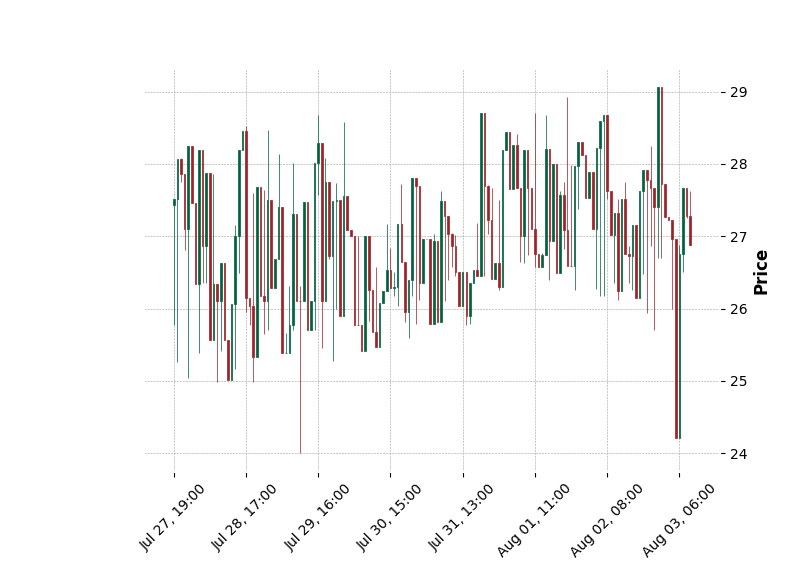 29
28
27
26
25
24
Price
Jul 27, 19:00
Jul 28, 17:00
Jul 29, 16:00
Jul 30, 15:00
Jul 31, 13:00
Aug 01, 11:00
Aug 02, 08:00
Aug 03, 06:00